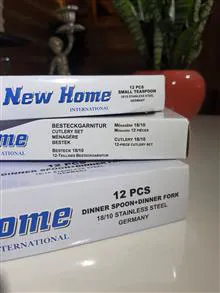 New Home
INTERNATIONAL
12 PCS
SMALL TEASPOON
18/10 STAINLESS STEEL
GERMANY
BESTECKGARNITUR
CUTLERY SET
MÉNAGÈRE
BESTEK
BESTECK 18/10
12-TEILIGES BESTECKGARNITUR
MÉNAGÈRE 18/10
MÉNAGÈRE 12-PIÈCES
CUTLERY 18/10
12-PIECE CUTLERY SET
ome
NTERNATIONAL
12 PCS
DINNER SPOON+DINNER FORK
18/10 STAINLESS STEEL
GERMANY